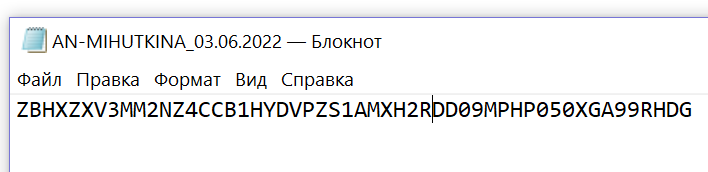 AN-MIHUTKINA_03.06.2022 — Блокнот
Файл Правка Формат Вид Справка
ZBHXZXV3MM2NZ4CCB1HYDVPZS1AMXH2RDD09MPHP050XGA99RHDG